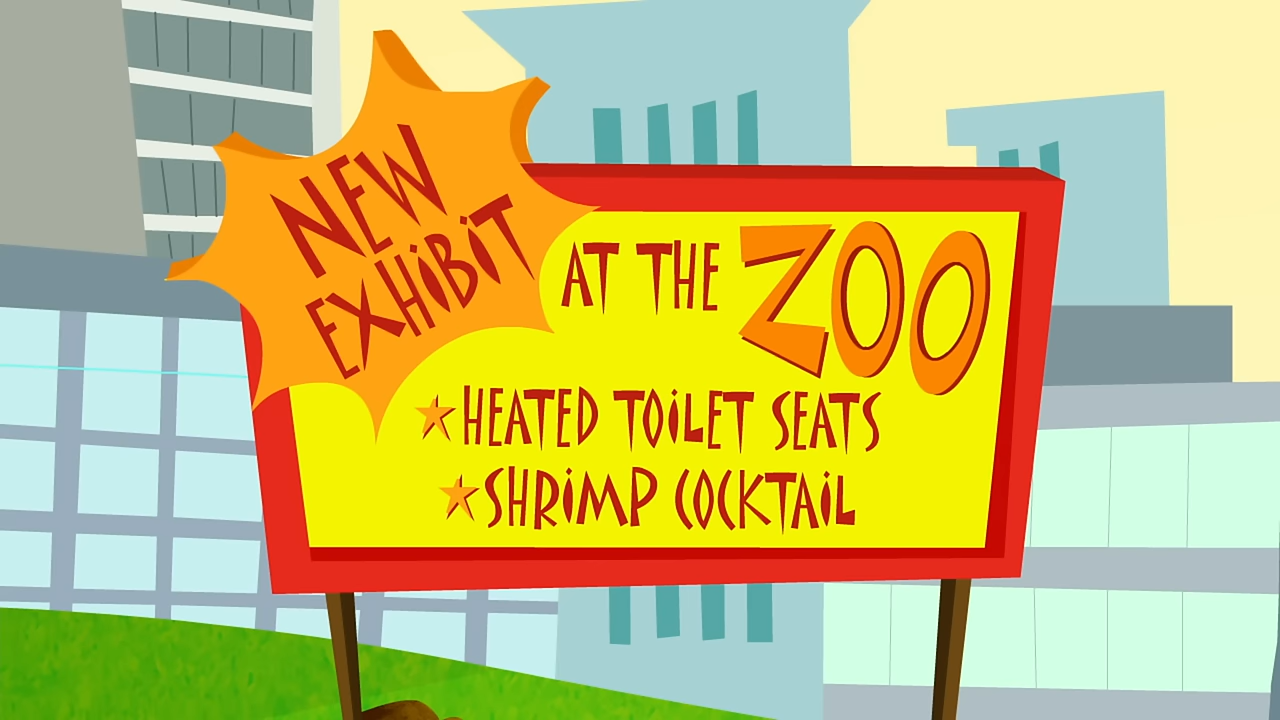 NEW
EXHIBIT
AT THE ZOO
HEATED TOILET SEATS
SHRIMP COCKTAIL